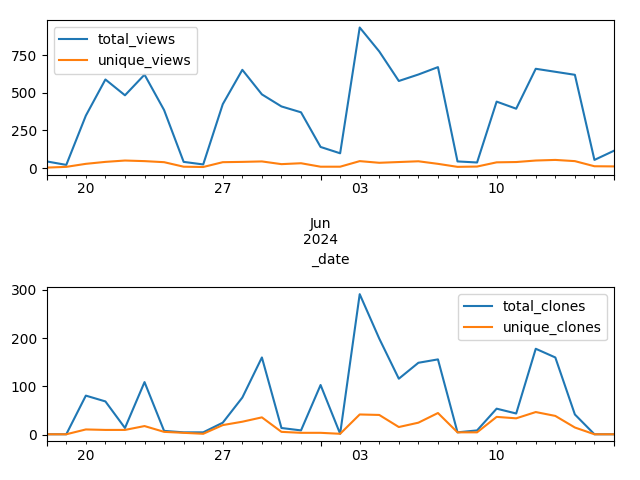 total_views
unique_views
750
500
250
0
20 27 03 10
Jun
2024
_date
total_clones
unique_clones
300
200
100
0
20 27 03 10